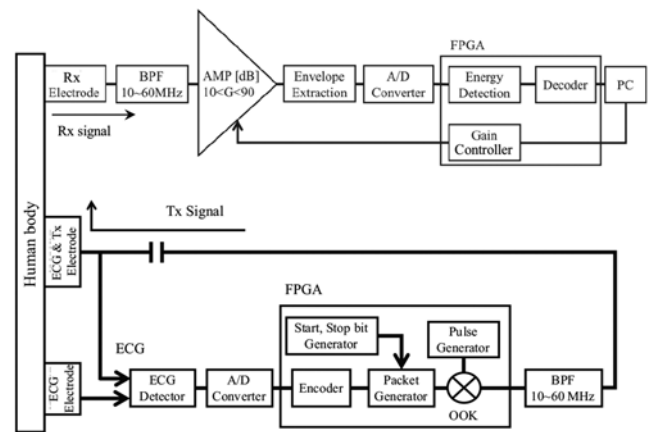 FPGA
Rx
Electrode
BPF
10~60MHz
AMP [dB]
10<G<90
Envelope
Extraction
A/D
Converter
Energy
Detection
Decoder
PC
Rx signal
Gain
Controller
Human body
Tx Signal
ECG & Tx
Electrode
FPGA
Start, Stop bit
Generator
Pulse
Generator
ECG
ECG
Electrode
ECG
Detector
A/D
Converter
Encoder
Packet
Generator
OOK
BPF
10~60 MHz